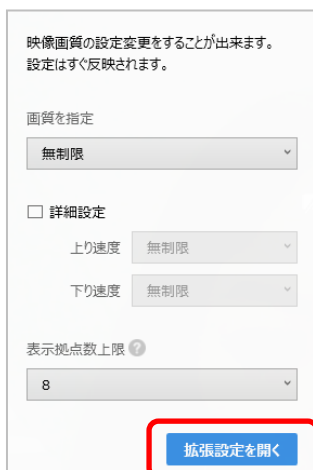 映像画質の設定変更をすることが出来ます。
設定はすぐ反映されます。
画質を指定
無制限
詳細設定
上り速度 無制限
下り速度 無制限
表示拠点数上限 ?
8
拡張設定を開く